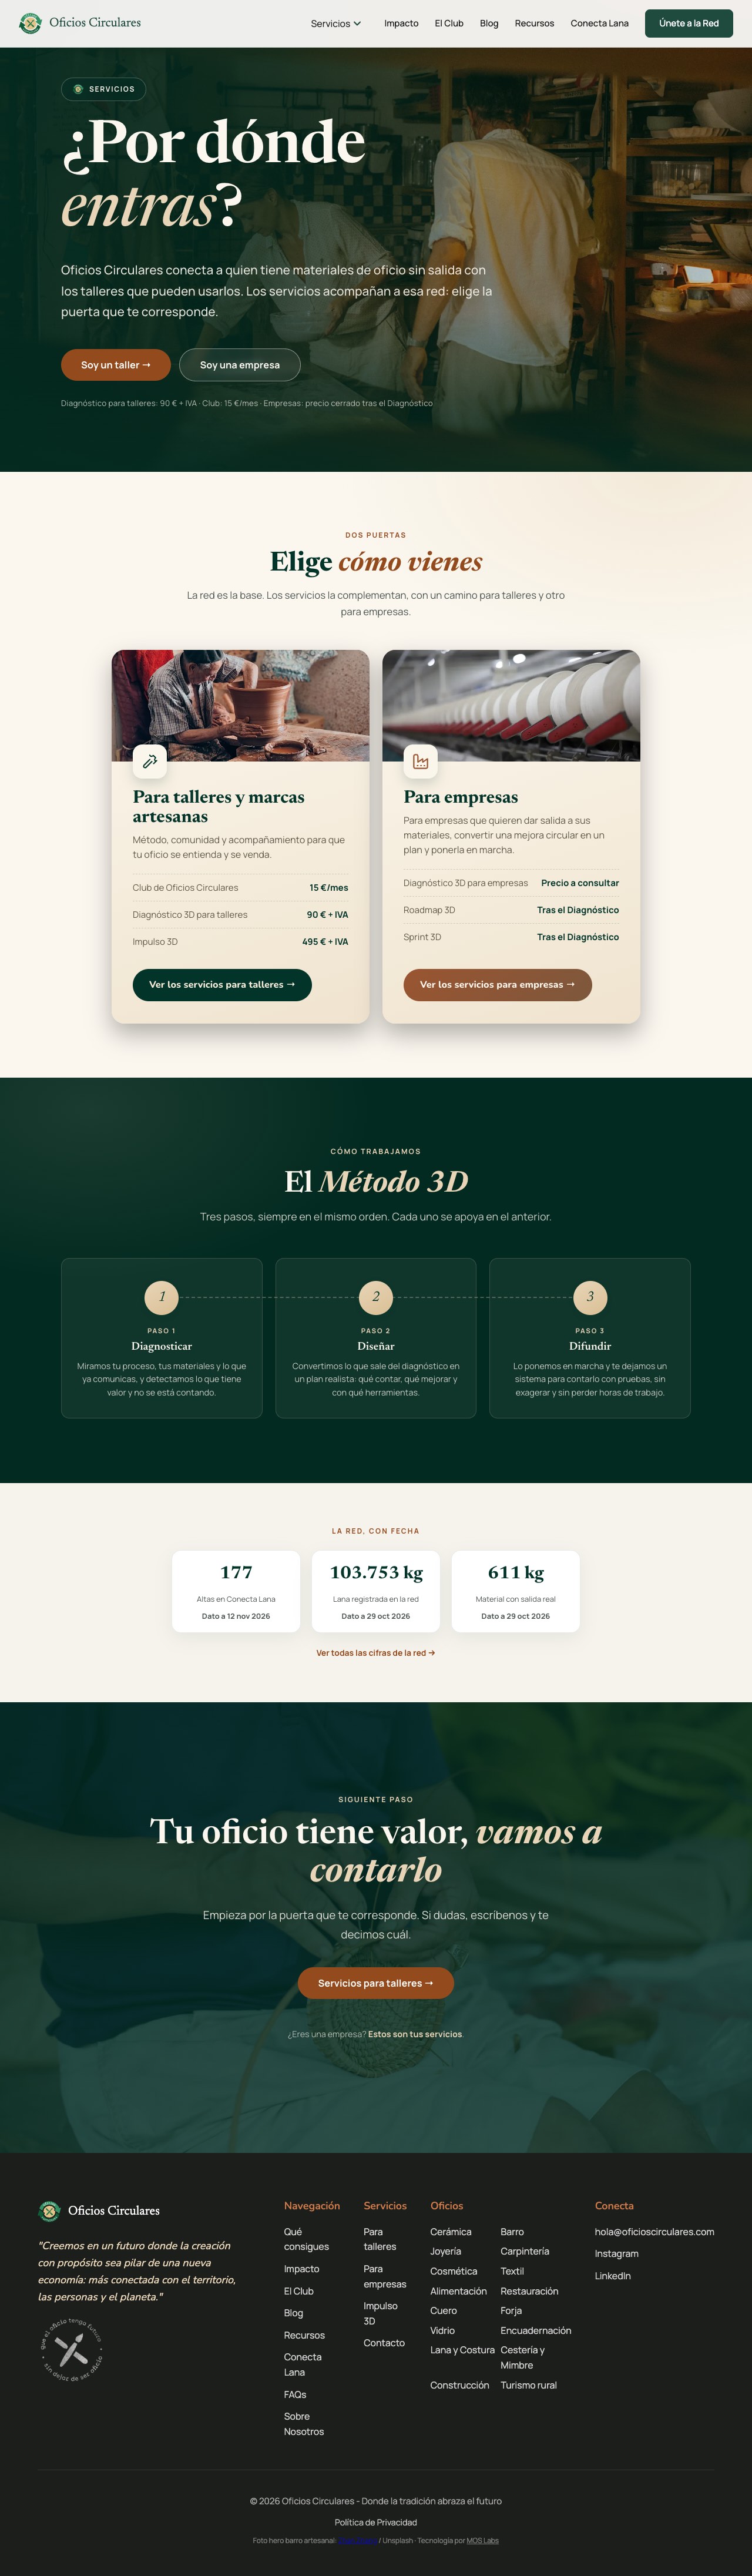 Oficios Circulares
Servicios
Impacto
El Club
Blog
Recursos
Conecta Lana
Únete a la Red
SERVICIOS
¿Por dónde
entras?
Oficios Circulares conecta a quien tiene materiales de oficio sin salida con
los talleres que pueden usarlos. Los servicios acompañan a esa red: elige la
puerta que te corresponde.
Soy un taller →
Soy una empresa
Diagnóstico para talleres: 90 € + IVA · Club: 15 €/mes · Empresas: precio cerrado tras el Diagnóstico
DOS PUERTAS
Elige cómo vienes
La red es la base. Los servicios la complementan, con un camino para talleres y otro
para empresas.
Para talleres y marcas
artesanas
Método, comunidad y acompañamiento para que
tu oficio se entienda y se venda.
Club de Oficios Circulares 15 €/mes
Diagnóstico 3D para talleres 90 € + IVA
Impulso 3D 495 € + IVA
Ver los servicios para talleres →
Para empresas
Para empresas que quieren dar salida a sus
materiales, convertir una mejora circular en un
plan y ponerla en marcha.
Diagnóstico 3D para empresas Precio a consultar
Roadmap 3D Tras el Diagnóstico
Sprint 3D Tras el Diagnóstico
Ver los servicios para empresas →
CÓMO TRABAJAMOS
El Método 3D
Tres pasos, siempre en el mismo orden. Cada uno se apoya en el anterior.
1
PASO 1
Diagnosticar
Miramos tu proceso, tus materiales y lo que
ya comunicas, y detectamos lo que tiene
valor y no se está contando.
2
PASO 2
Diseñar
Convertimos lo que sale del diagnóstico en
un plan realista: qué contar, qué mejorar y
con qué herramientas.
3
PASO 3
Difundir
Lo ponemos en marcha y te dejamos un
sistema para contarlo con pruebas, sin
exagerar y sin perder horas de trabajo.
LA RED, CON FECHA
177
Altas en Conecta Lana
Dato a 12 nov 2026
103.753 kg
Lana registrada en la red
Dato a 29 oct 2026
611 kg
Material con salida real
Dato a 29 oct 2026
Ver todas las cifras de la red →
SIGUIENTE PASO
Tu oficio tiene valor, vamos a
contarlo
Empieza por la puerta que te corresponde. Si dudas, escríbenos y te
decimos cuál.
Servicios para talleres →
¿Eres una empresa? Estos son tus servicios.
Oficios Circulares
"Creemos en un futuro donde la creación
con propósito sea pilar de una nueva
economía: más conectada con el territorio,
las personas y el planeta."
que el oficio tenga futuro
sin dejar de ser oficio
Navegación
Qué
consigues
Impacto
El Club
Blog
Recursos
Conecta
Lana
FAQs
Sobre
Nosotros
Servicios
Para
talleres
Para
empresas
Impulso
3D
Contacto
Oficios
Cerámica Barro
Joyería Carpintería
Cosmética Textil
Alimentación Restauración
Cuero Forja
Vidrio Encuadernación
Lana y Costura Cestería y
Mimbre
Construcción Turismo rural
Conecta
hola@oficioscirculares.com
Instagram
LinkedIn
© 2026 Oficios Circulares - Donde la tradición abraza el futuro
Política de Privacidad
Foto hero barro artesanal: / Unsplash · Tecnología por MQS Labs